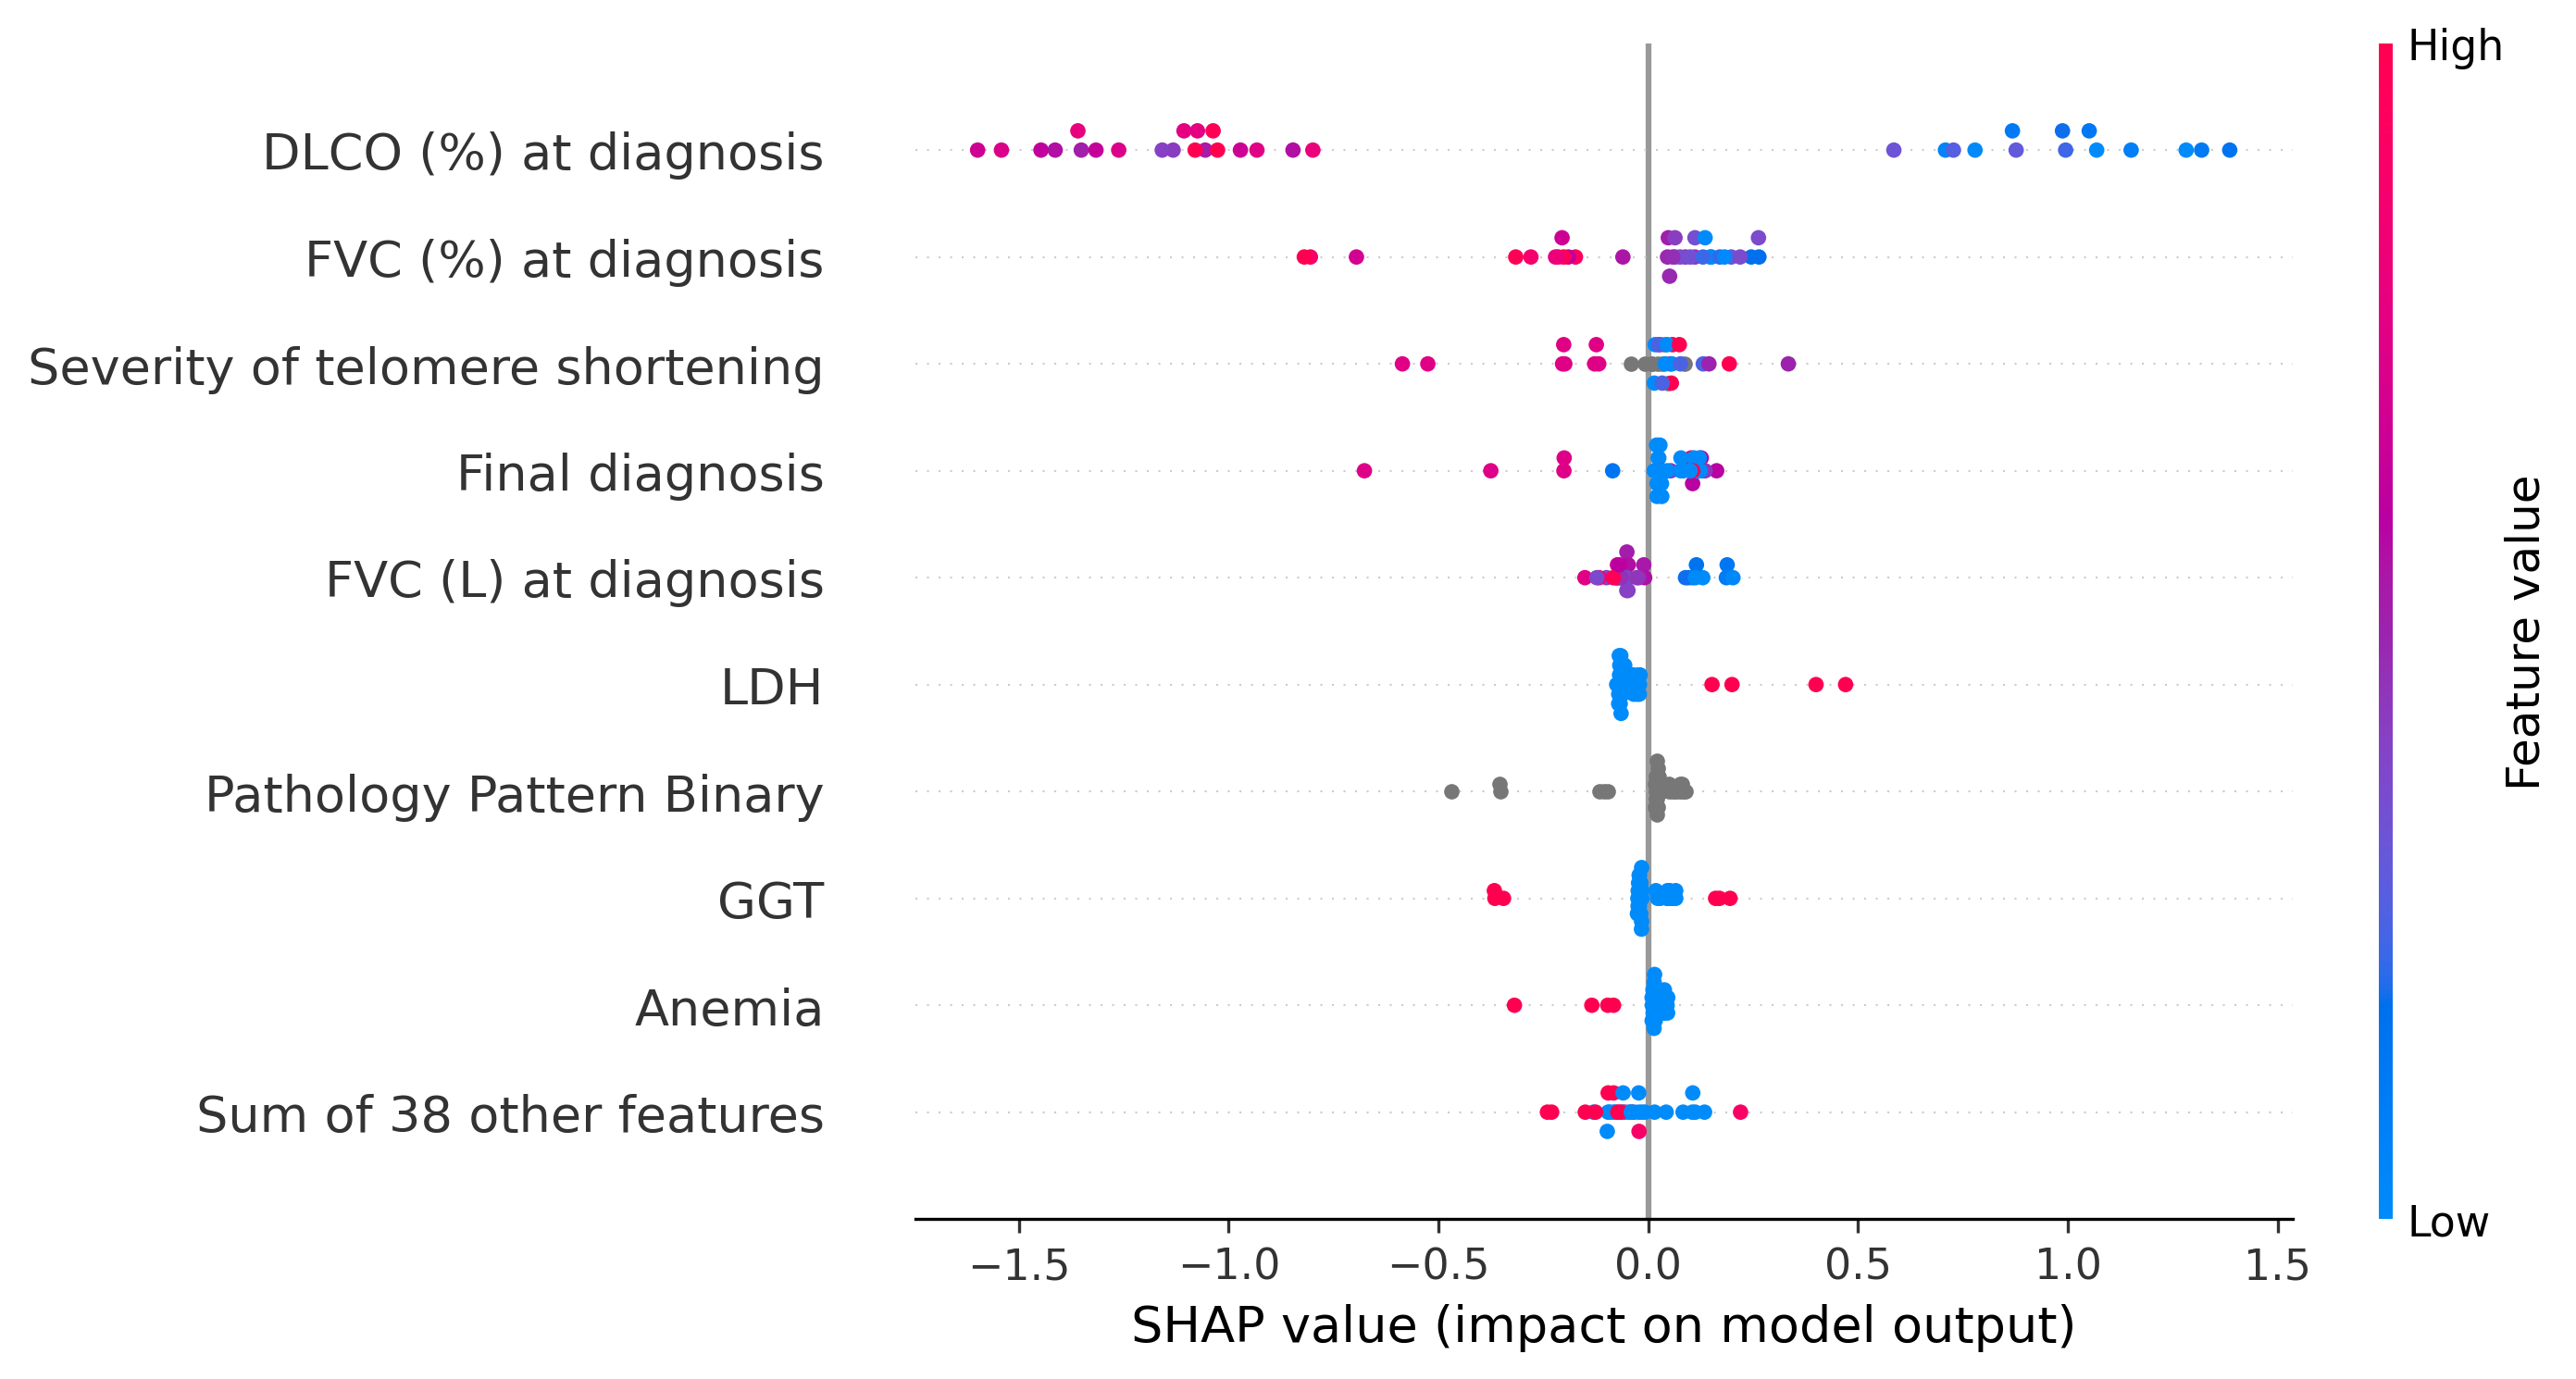 High
DLCO (%) at diagnosis
FVC (%) at diagnosis
Severity of telomere shortening
Final diagnosis
FVC (L) at diagnosis
LDH
Pathology Pattern Binary
GGT
Anemia
Sum of 38 other features
Feature value
Low
−1.5 −1.0 −0.5 0.0 0.5 1.0 1.5
SHAP value (impact on model output)